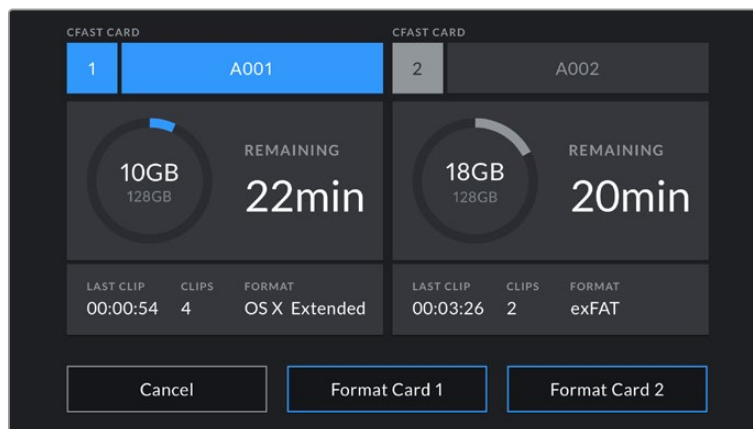 CFAST CARD
1 A001
10GB
128GB
REMAINING
22min
LAST CLIP CLIPS FORMAT
00:00:54 4 OS X Extended
CFAST CARD
2 A002
18GB
128GB
REMAINING
20min
LAST CLIP CLIPS FORMAT
00:03:26 2 exFAT
Cancel Format Card 1 Format Card 2